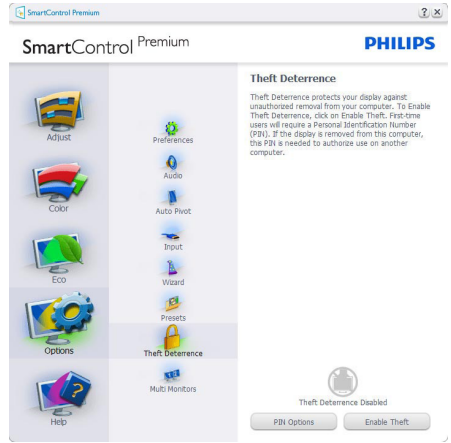 SmartControl Premium
? x
SmartControl Premium
PHILIPS
Adjust
Color
Eco
Options
Help
Preferences
Audio
Auto Pivot
Input
Wizard
Presets
Theft Deterrence
Multi Monitors
Theft Deterrence
Theft Deterrence protects your display against
unauthorized removal from your computer. To Enable
Theft Deterrence, click on Enable Theft. First-time
users will require a Personal Identification Number
(PIN). If the display is removed from this computer,
this PIN is needed to authorize use on another
computer.
Theft Deterrence Disabled
PIN Options
Enable Theft